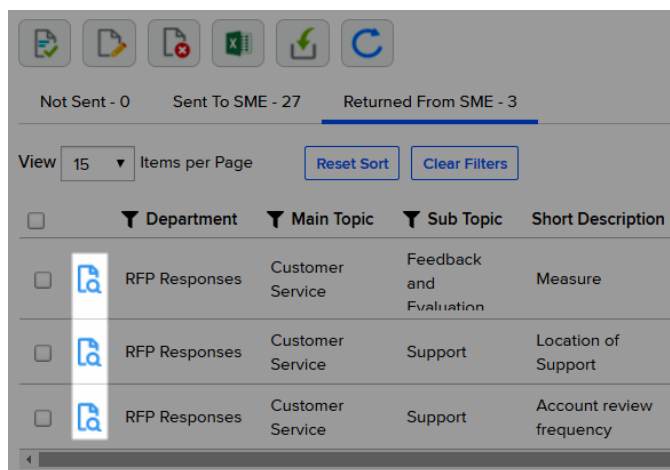 Not Sent - 0 Sent To SME - 27 Returned From SME - 3
View 15 Items per Page Reset Sort Clear Filters
Department Main Topic Sub Topic Short Description
RFP Responses
Customer
Service
Feedback
and
Evaluation
Measure
RFP Responses
Customer
Service
Support
Location of
Support
RFP Responses
Customer
Service
Support
Account review
frequency